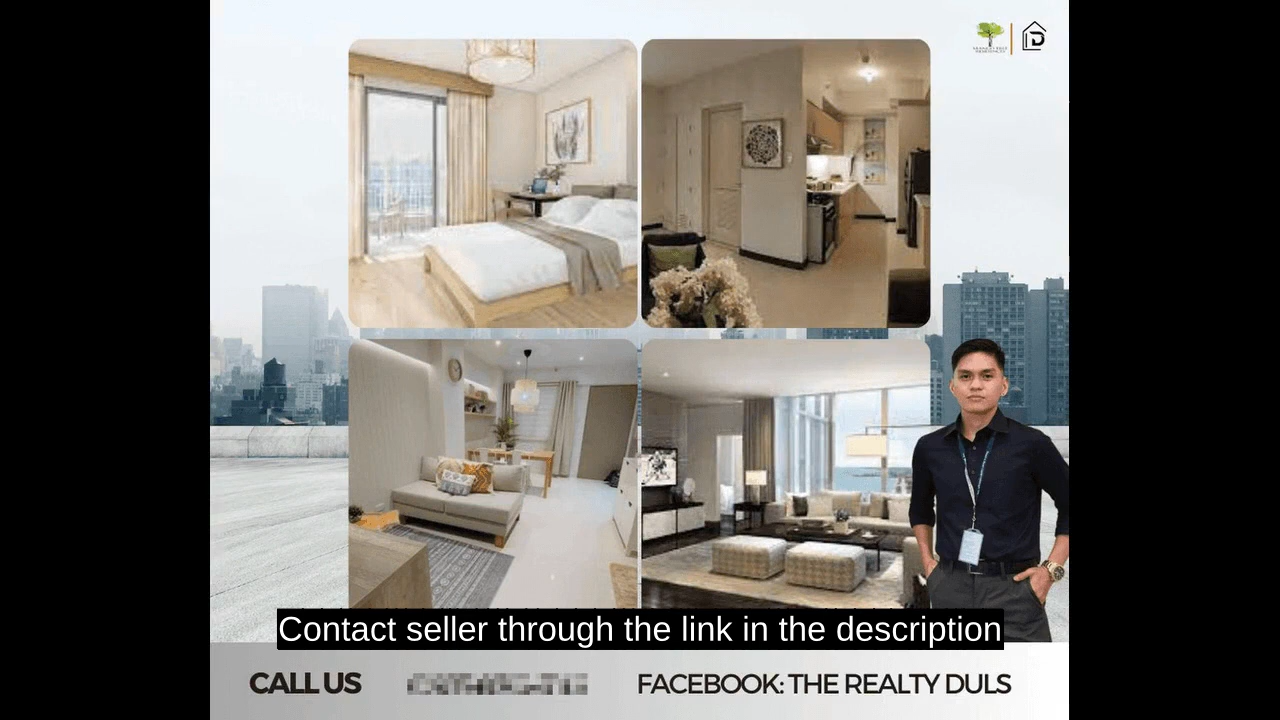 Contact seller through the link in the description
CALL US
FACEBOOK: THE REALTY DULS